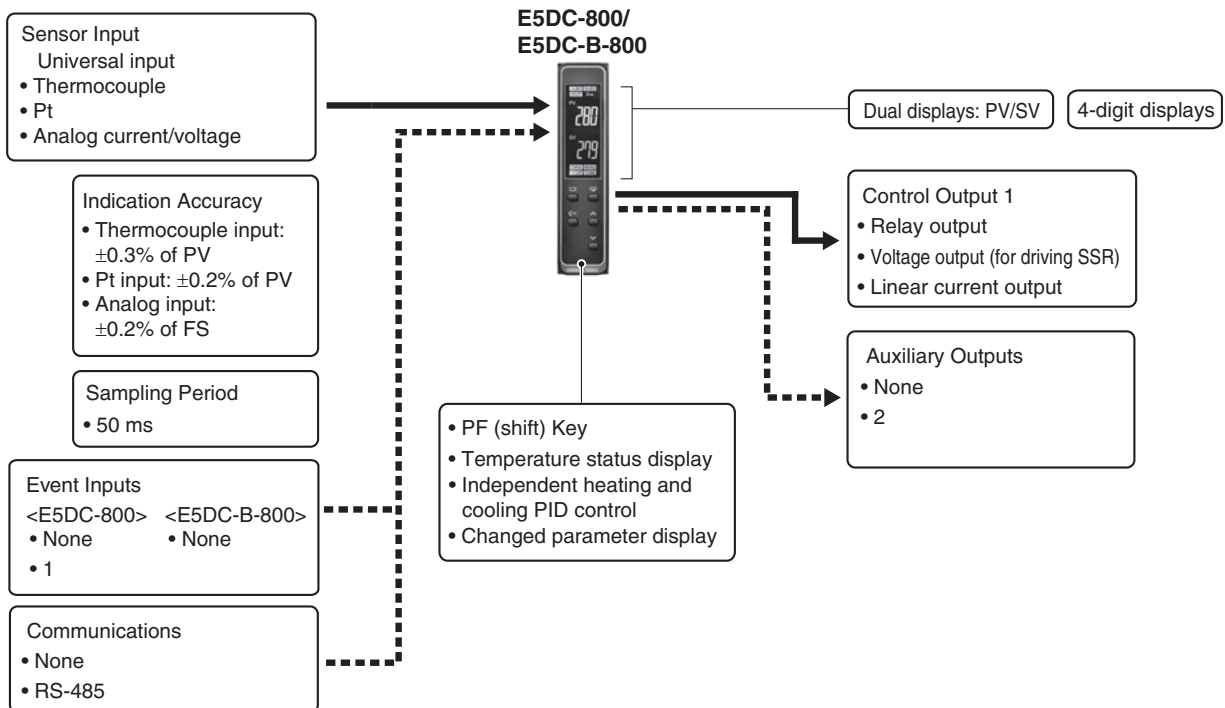 E5DC-800/
E5DC-B-800
Sensor Input
Universal input
• Thermocouple
• Pt
• Analog current/voltage
Indication Accuracy
• Thermocouple input:
±0.3% of PV
• Pt input: ±0.2% of PV
• Analog input:
±0.2% of FS
Sampling Period
• 50 ms
Event Inputs
<E5DC-800> <E5DC-B-800>
• None • None
• 1
Communications
• None
• RS-485
PV
280
SV
279
• PF (shift) Key
• Temperature status display
• Independent heating and
cooling PID control
• Changed parameter display
Dual displays: PV/SV 4-digit displays
Control Output 1
• Relay output
• Voltage output (for driving SSR)
• Linear current output
Auxiliary Outputs
• None
• 2